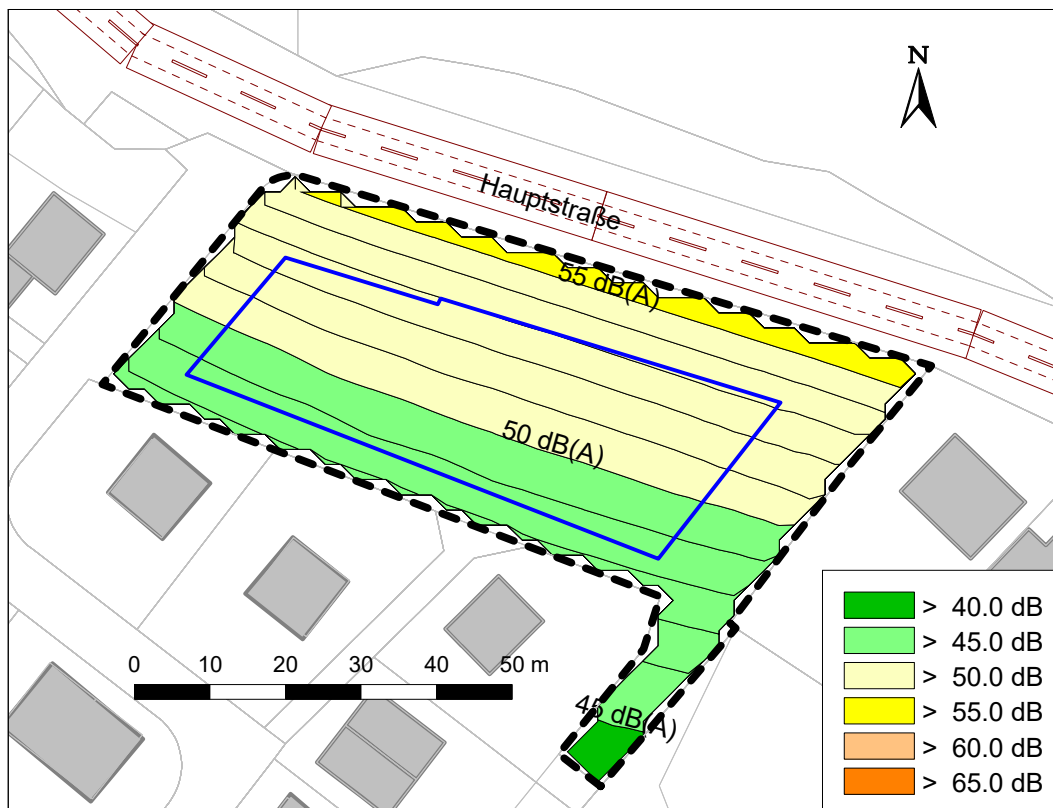 N
Hauptstraße
55 dB(A)
50 dB(A)
0 10 20 30 40 50 m
45 dB(A)
> 40.0 dB
> 45.0 dB
> 50.0 dB
> 55.0 dB
> 60.0 dB
> 65.0 dB